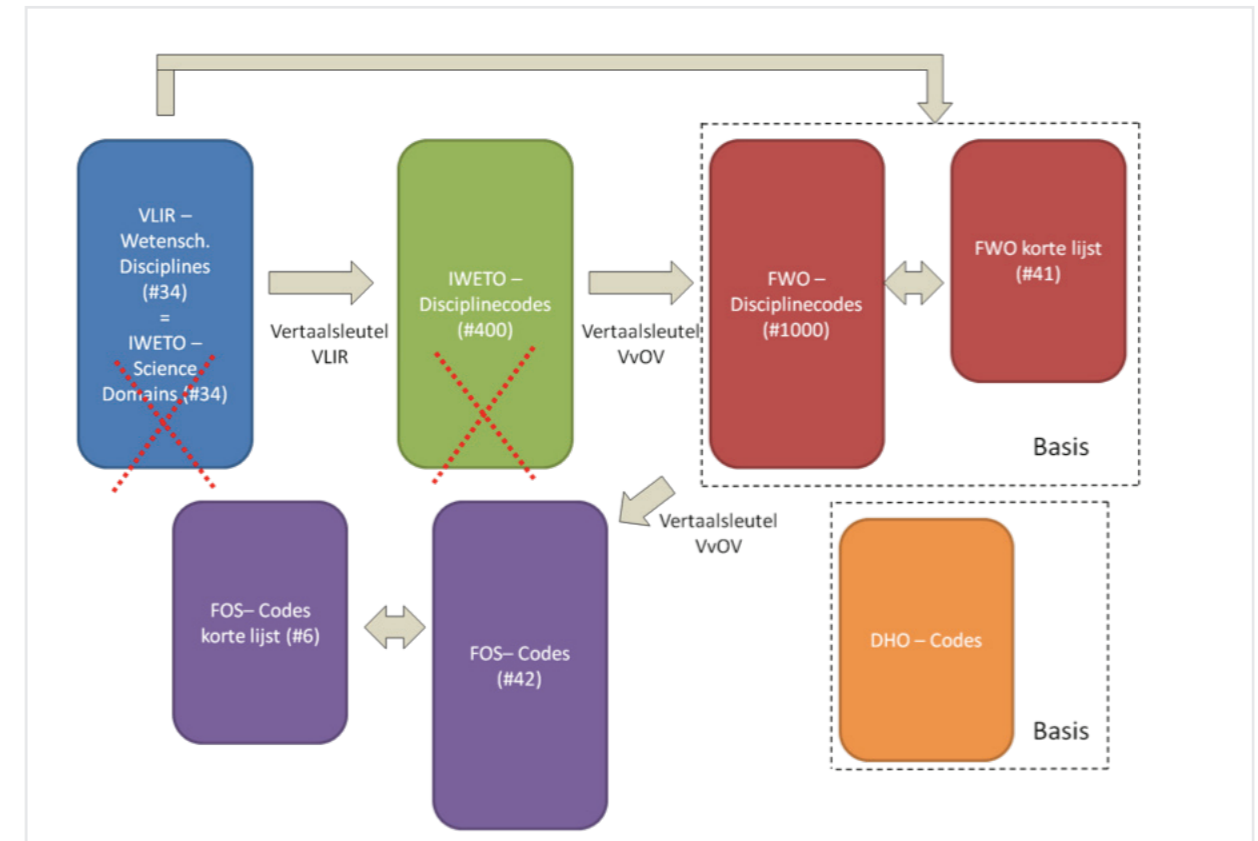 VLIR –
Wetensch.
Disciplines
(#34)
=
IWETO –
Science
Domains (#34)
Vertaalsleutel
VLIR
IWETO –
Disciplinecodes
(#400)
Vertaalsleutel
VvOV
FWO –
Disciplinecodes
(#1000)
FWO korte lijst
(#41)
Basis
Vertaalsleutel
VvOV
FOS– Codes
korte lijst (#6)
FOS– Codes
(#42)
DHO – Codes
Basis